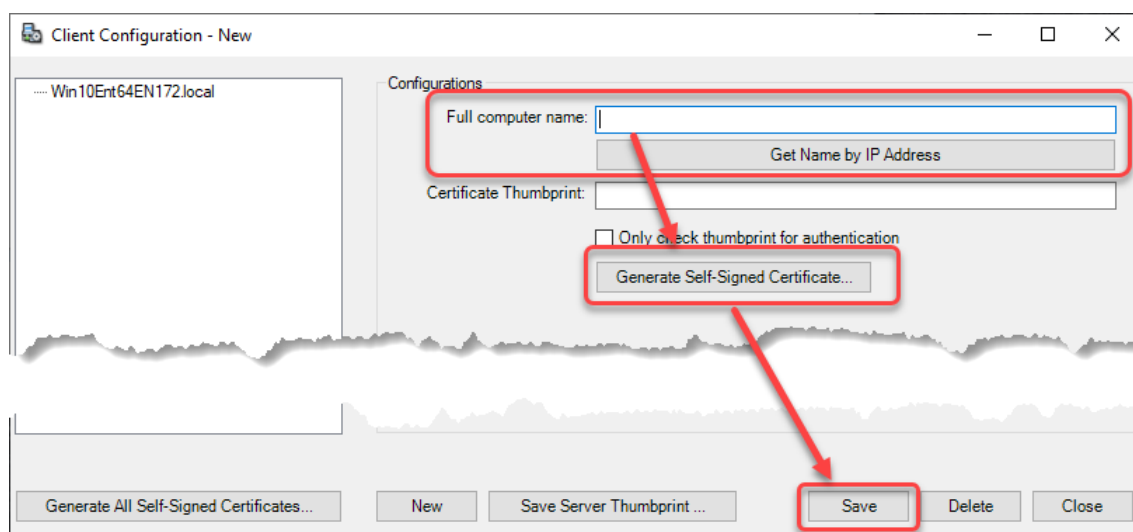 Client Configuration - New
Win10Ent64EN172.local
Configurations
Full computer name:
Get Name by IP Address
Certificate Thumbprint:
Only check thumbprint for authentication
Generate Self-Signed Certificate...
Generate All Self-Signed Certificates...
New
Save Server Thumbprint ...
Save
Delete
Close